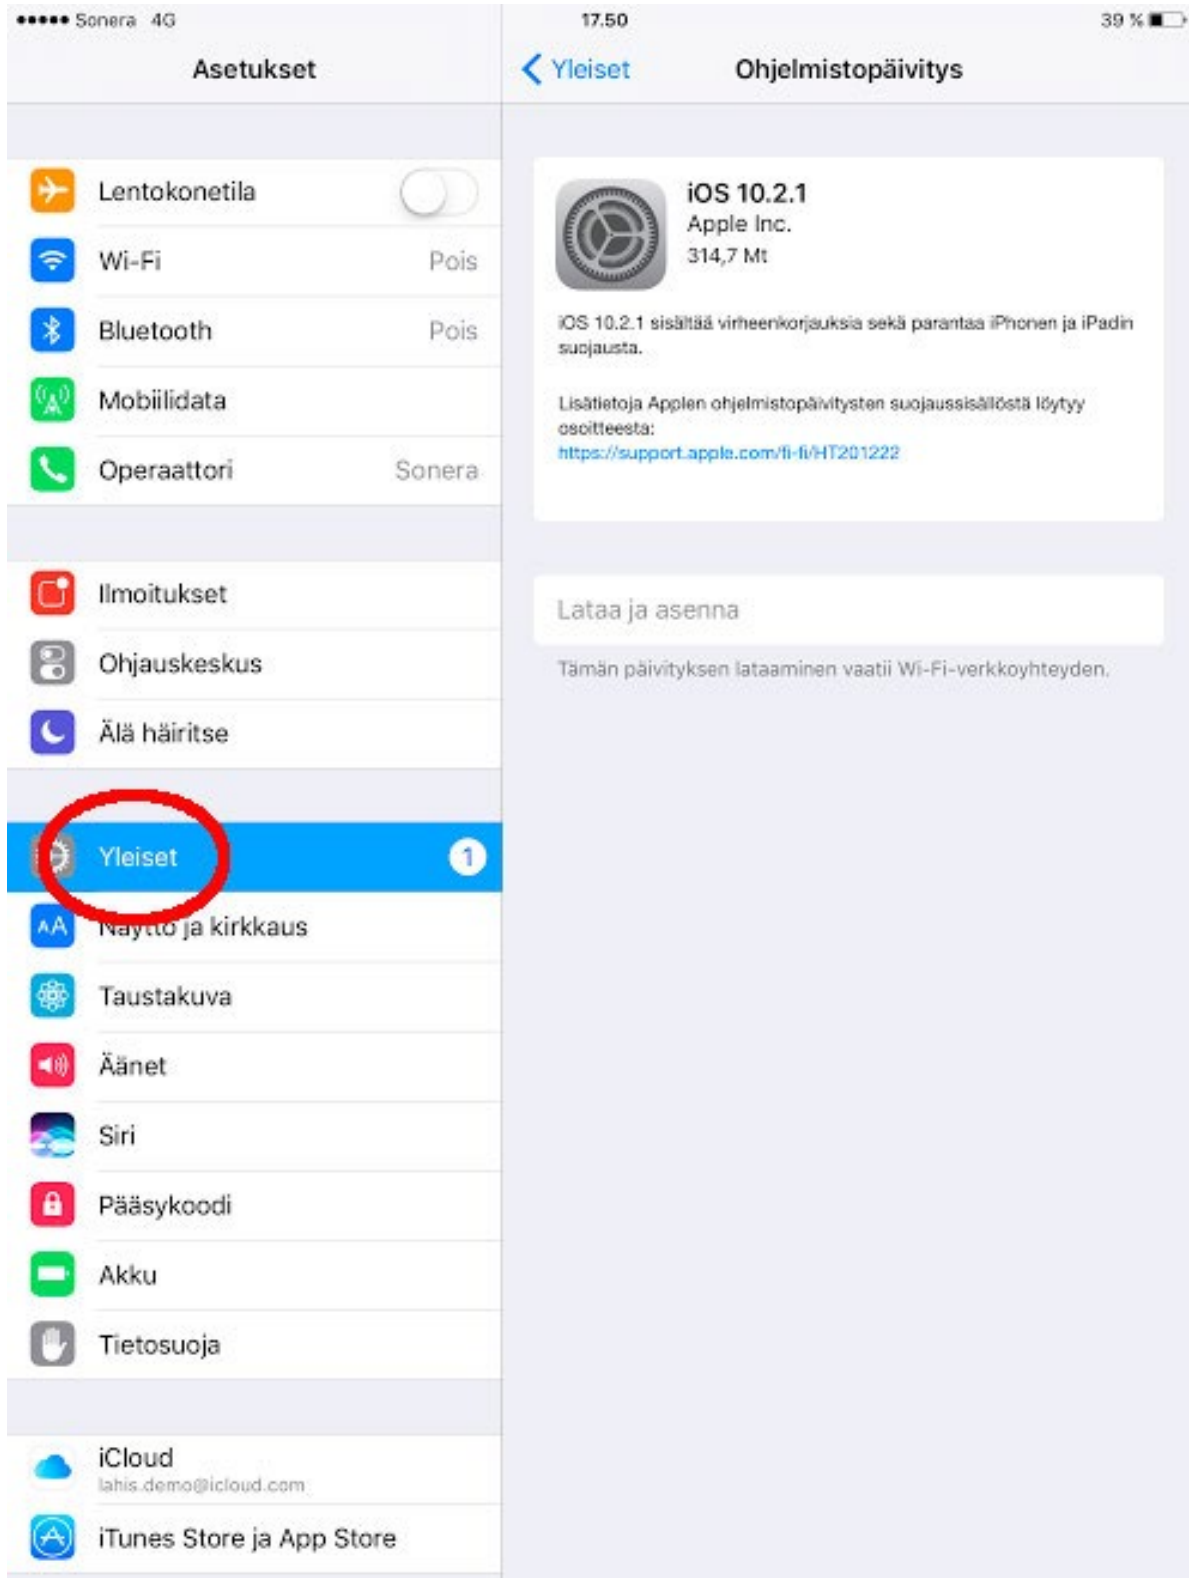 Sonera 4G
17.50
39 %
Asetukset
Lentokonetila
Wi-Fi Pois
Bluetooth Pois
Mobiilidata
Operaattori Sonera
Ilmoitukset
Ohjauskeskus
Älä häiritse
Yleiset 1
Näyttö ja kirkkaus
Taustakuva
Äänet
Siri
Pääsykoodi
Akku
Tietosuoja
iCloud
lahis.demo@icloud.com
iTunes Store ja App Store
Yleiset
Ohjelmistopäivitys
iOS 10.2.1
Apple Inc.
314,7 Mt
iOS 10.2.1 sisältää virheenkorjauksia sekä parantaa iPhonen ja iPadin
suojausta.
Lisätietoja Applen ohjelmistopäivitysten suojaussisällöstä löytyy
osoitteesta:
https://support.apple.com/fi-fi/HT201222
Lataa ja asenna
Tämän päivityksen lataaminen vaatii Wi-Fi-verkkoyhteyden.